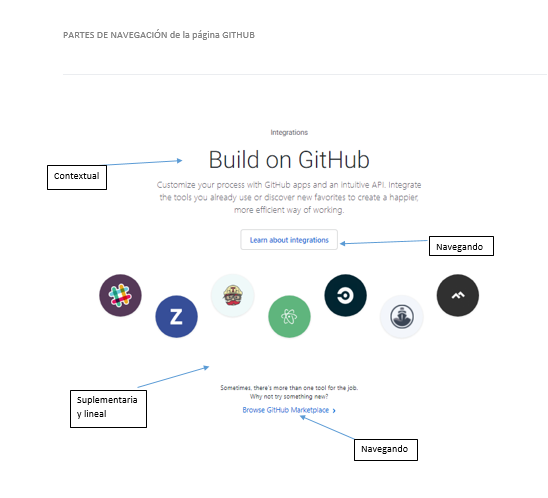 PARTES DE NAVEGACIÓN de la página GITHUB
Integrations
Build on GitHub
Contextual
Customize your process with GitHub apps and an intuitive API. Integrate
the tools you already use or discover new favorites to create a happier,
more efficient way of working.
Learn about integrations
Navegando
Z
Suplementaria
y lineal
Sometimes, there's more than one tool for the job.
Why not try something new?
Browse GitHub Marketplace >
Navegando